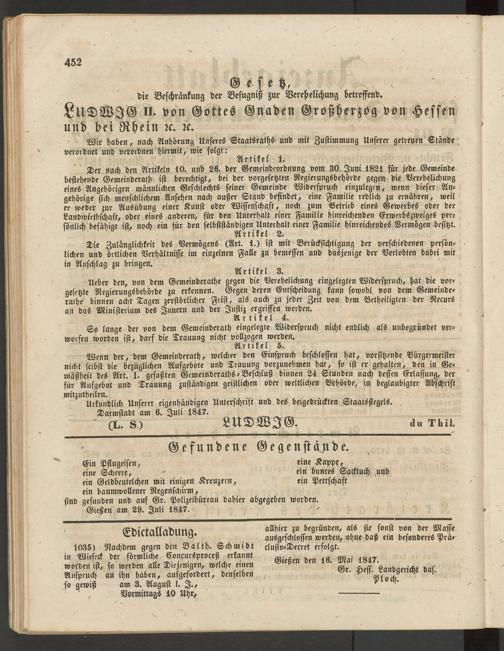 452
Gesetz,
die Beschränkung der Befugniß zur Verehelichung betreffend.
LUDWIG II. von Gottes Gnaden Großherzog von Hessen
und bei Rhein ꝛc. ꝛc.
Wir haben, nach Anhörung Unseres Staatsraths und mit Zustimmung Unserer getreuen Stände
verordnet und verordnen hiermit, wie folgt:
Artikel 1.
Der nach den Artikeln 10. und 26. der Gemeindeordnung vom 30. Juni 1821 für jede Gemeinde
bestehende Gemeinderath ist berechtigt, bei der vorgesetzten Regierungsbehörde gegen die Verehelichung
eines Angehörigen männlichen Geschlechts seiner Gemeinde Widerspruch einzulegen, wenn dieser An-
gehörige sich menschlichem Ansehen nach außer Stand befindet, eine Familie redlich zu ernähren, weil
er weder zur Ausübung einer Kunst oder Wissenschaft, noch zum Betrieb eines Gewerbes oder der
Landwirthschaft, oder eines anderen, für den Unterhalt einer Familie hinreichenden Erwerbszweiges per-
sönlich befähigt ist, noch ein für den selbstständigen Unterhalt einer Familie hinreichendes Vermögen besitzt.
Artikel 2.
Die Zulänglichkeit des Vermögens (Art. 1.) ist mit Berücksichtigung der verschiedenen persön-
lichen und örtlichen Verhältnisse im einzelnen Falle zu bemessen und dasjenige der Verlobten dabei mit
in Anschlag zu bringen.
Artikel 3.
Ueber den, von dem Gemeinderathe gegen die Verehelichung eingelegten Widerspruch, hat die vor-
gesetzte Regierungsbehörde zu erkennen. Gegen deren Entscheidung kann sowohl von dem Gemeinde-
rathe binnen acht Tagen zerstörlicher Frist, als auch zu jeder Zeit von dem Betheiligten der Recurs
an das Ministerium des Innern und der Justiz ergriffen werden.
Artikel 4.
So lange der von dem Gemeinderath eingelegte Widerspruch nicht endlich als unbegründet ver-
worfen worden ist, darf die Trauung nicht vollzogen werden.
Artikel 5.
Wenn der, dem Gemeinderath, welcher den Einspruch beschlossen hat, vorsitzende Bürgermeister
nicht selbst die bezüglichen Aufgebote und Trauung vorzunehmen hat, so ist er gehalten, den in Ge-
mäßheit des Art. 1. gefaßten Gemeinderaths-Beschluß binnen 24 Stunden nach dessen Erlassung, der
für Aufgebot und Trauung zuständigen geistlichen oder weltlichen Behörde, in beglaubigter Abschrift
mitzutheilen.
Urkundlich Unserer eigenhändigen Unterschrift und des beigedrückten Staatssiegels.
Darmstadt am 6. Juli 1847.
(L. S.) LUDWIG. du Thil.
Gefundene Gegenstände.
Ein Pflugeisen,
eine Scheere,
ein Geldbeutelchen mit einigen Kreuzern,
ein baumwollener Regenschirm,
eine Kappe,
ein buntes Sacktuch und
ein Pettschaft
sind gefunden und auf Gr. Polizeibüreau dahier abgegeben worden.
Gießen am 29. Juli 1847.
Edictalladung.
1035) Nachdem gegen den Balth. Schmidt
in Wieseck der förmliche Concursproceß erkannt
worden ist, so werden alle Diejenigen, welche einen
Anspruch an ihn haben, aufgefordert, denselben
so gewiß am 3. August l. J.,
Vormittags 10 Uhr,
allhier zu begründen, als sie sonst von der Masse
ausgeschlossen werden, ohne daß ein besonderes Prä-
clusiv-Decret erfolgt.
Gießen am 16. Mai 1847.
Gr. Hess. Landgericht das.
Ploch.